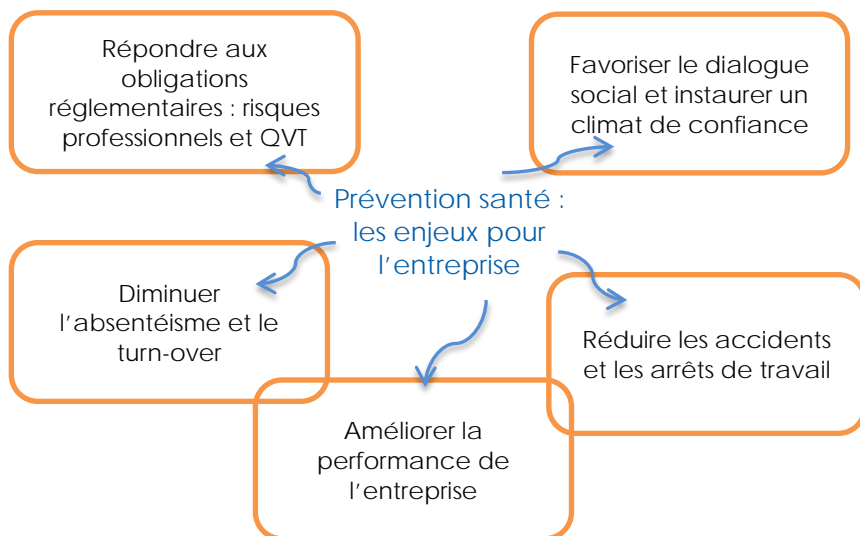 Répondre aux
obligations
réglementaires : risques
professionnels et QVT
Favoriser le dialogue
social et instaurer un
climat de confiance
Prévention santé :
les enjeux pour
l’entreprise
Diminuer
l’absentéisme et le
turn-over
Réduire les accidents
et les arrêts de travail
Améliorer la
performance de
l’entreprise